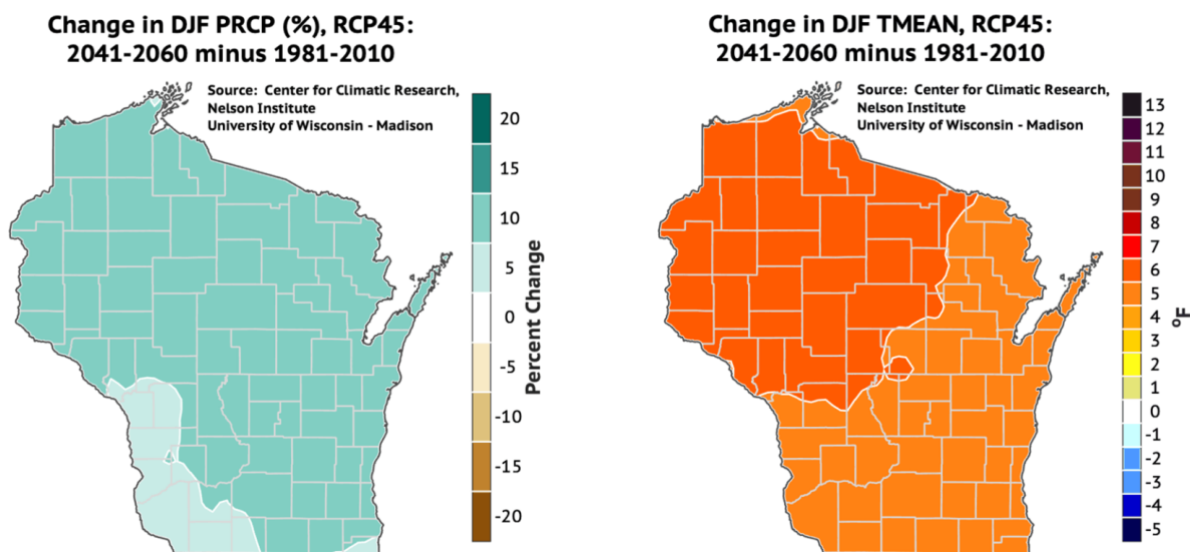 Change in DJF PRCP (%), RCP45:
2041-2060 minus 1981-2010
Source: Center for Climatic Research,
Nelson Institute
University of Wisconsin - Madison
20
15
10
5
0
-5
-10
-15
-20
Percent Change
Change in DJF TMEAN, RCP45:
2041-2060 minus 1981-2010
Source: Center for Climatic Research,
Nelson Institute
University of Wisconsin - Madison
13
12
11
10
9
8
7
6
5
4
3
2
1
0
-1
-2
-3
-4
-5
°F